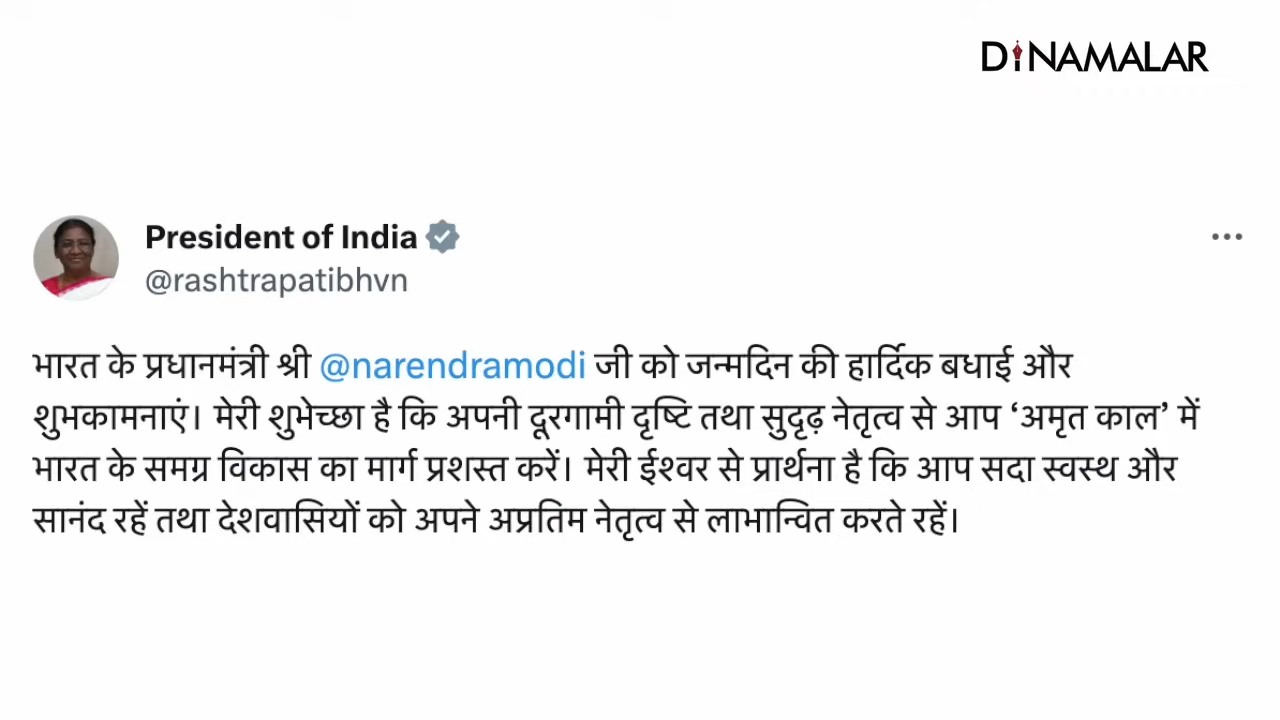 DINAMALAR
President of India
@rashtrapatibhvn
भारत के प्रधानमंत्री श्री @narendramodi जी को जन्मदिन की हार्दिक बधाई और
शुभकामनाएं। मेरी शुभेच्छा है कि अपनी दूरगामी दृष्टि तथा सुदृढ़ नेतृत्व से आप ‘अमृत काल’ में
भारत के समग्र विकास का मार्ग प्रशस्त करें। मेरी ईश्वर से प्रार्थना है कि आप सदा स्वस्थ और
सानंद रहें तथा देशवासियों को अपने अप्रतिम नेतृत्व से लाभान्वित करते रहें।